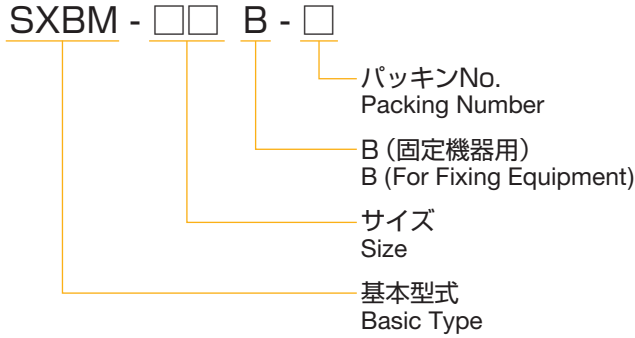 SXBM - □□ B - □
パッキンNo.
Packing Number
B（固定機器用）
B (For Fixing Equipment)
サイズ
Size
基本型式
Basic Type